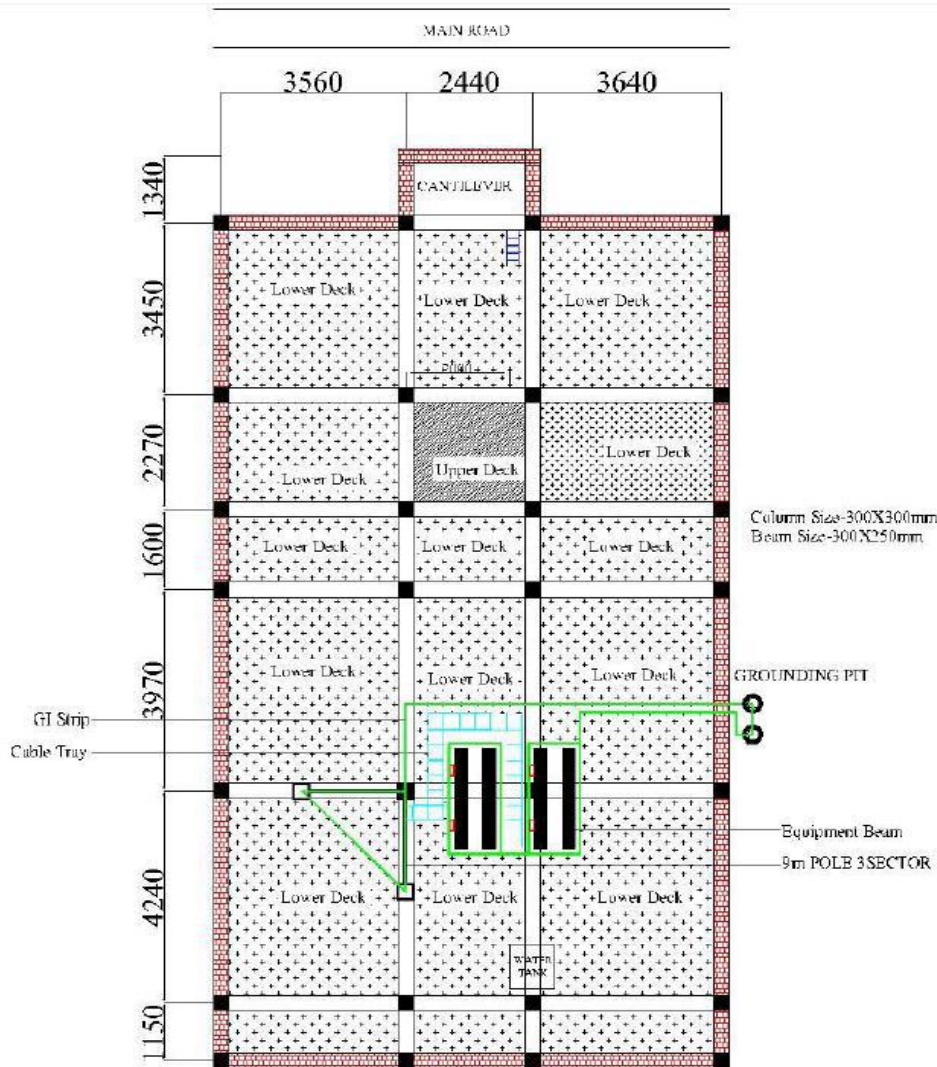 MAIN ROAD
3560
2440
3640
1340
CANTILEVER
3450
Lower Deck
Lower Deck
Lower Deck
2270
Lower Deck
Upper Deck
Lower Deck
Column Size-300X300mm
Beam Size-300X250mm
1600
Lower Deck
Lower Deck
Lower Deck
3970
Lower Deck
Lower Deck
Lower Deck
GROUNDING PIT
GI Strip
Cable Tray
Equipment Beam
9m POLE 3SECTOR
4240
Lower Deck
Lower Deck
Lower Deck
WATER
TANK
1150